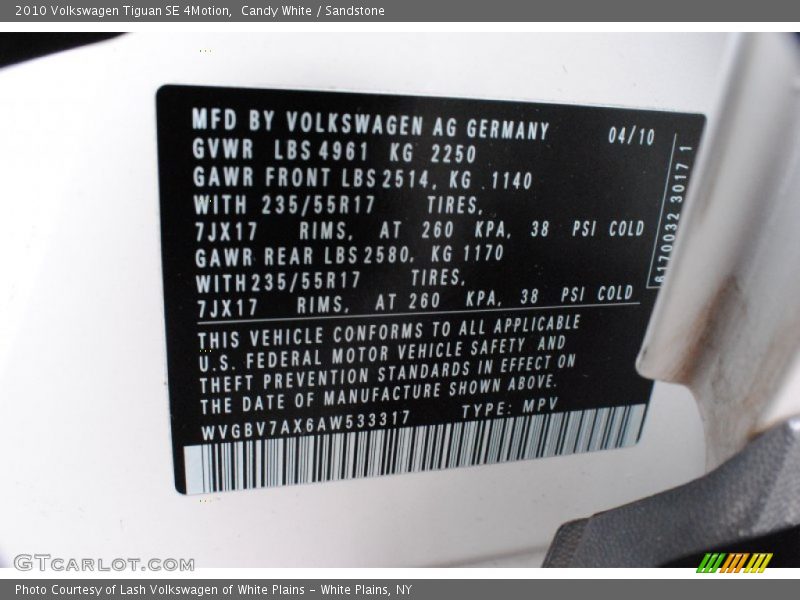 2010 Volkswagen Tiguan SE 4Motion,  Candy White / Sandstone
MFD BY VOLKSWAGEN AG GERMANY 04/10
GVWR LBS 4961 KG 2250
GAWR FRONT LBS 2514, KG 1140
WITH 235/55R17 TIRES,
7JX17 RIMS, AT 260 KPA, 38 PSI COLD
GAWR REAR LBS 2580, KG 1170
WITH 235/55R17 TIRES,
7JX17 RIMS, AT 260 KPA, 38 PSI COLD
6170032 3017 1
THIS VEHICLE CONFORMS TO ALL APPLICABLE
U.S. FEDERAL MOTOR VEHICLE SAFETY AND
THEFT PREVENTION STANDARDS IN EFFECT ON
THE DATE OF MANUFACTURE SHOWN ABOVE.
WVGBV7AX6AW533317 TYPE: MPV
GTCARLOT.COM
Photo Courtesy of Lash Volkswagen of White Plains - White Plains, NY